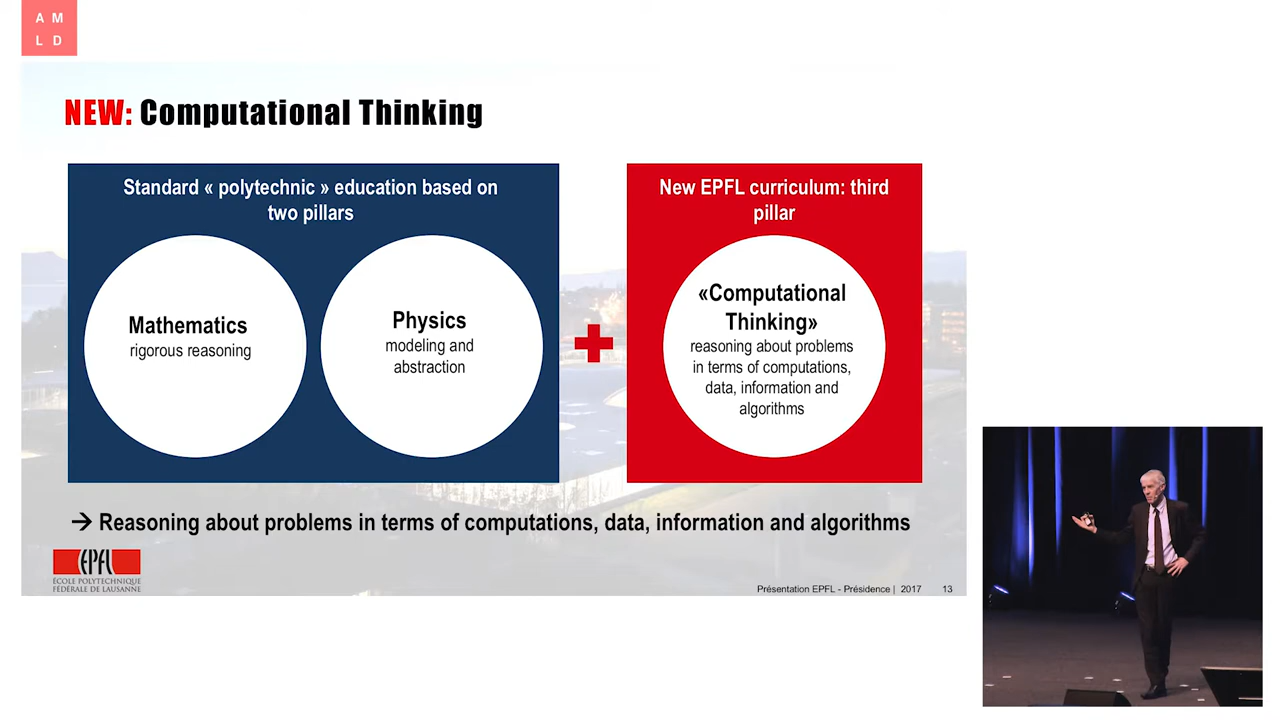 A M
L D
NEW: Computational Thinking
Standard « polytechnic » education based on
two pillars
Mathematics
rigorous reasoning
Physics
modeling and
abstraction
New EPFL curriculum: third
pillar
«Computational
Thinking»
reasoning about problems
in terms of computations,
data, information and
algorithms
→ Reasoning about problems in terms of computations, data, information and algorithms
EPFL
ÉCOLE POLYTECHNIQUE
FÉDÉRALE DE LAUSANNE
Présentation EPFL - Présidence | 2017 13